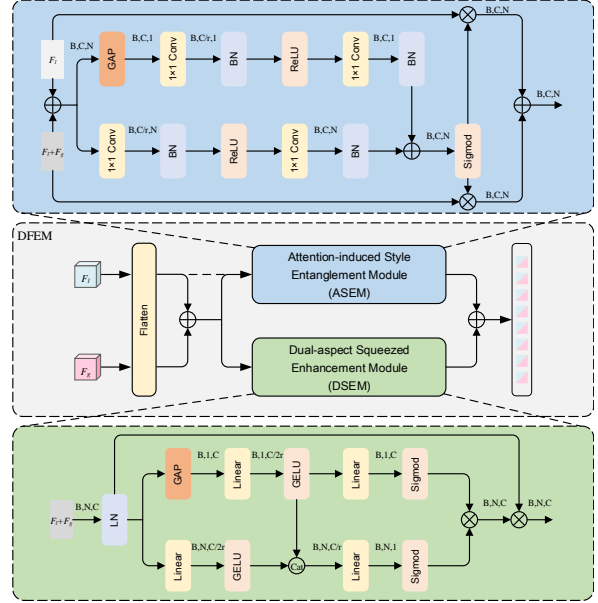 B,C,N
B,C,N
B,C,1
B,C/r,1
B,C,1
F_l
GAP
1×1 Conv
BN
ReLU
1×1 Conv
BN
B,C,N
F_l+F_g
B,C/r,N
B,C,N
B,C,N
1×1 Conv
BN
ReLU
1×1 Conv
BN
Sigmod
B,C,N
DFEM
F_l
F_g
Flatten
Attention-induced Style
Entanglement Module
(ASEM)
Dual-aspect Squeezed
Enhancement Module
(DSEM)
B,1,C
B,1,C/2r
B,1,C
GAP
Linear
GELU
Linear
Sigmod
F_l+F_g
B,N,C
LN
B,N,C
B,N,C
B,N,C/2r
B,N,C/r
B,N,1
Linear
GELU
Cat
Linear
Sigmod